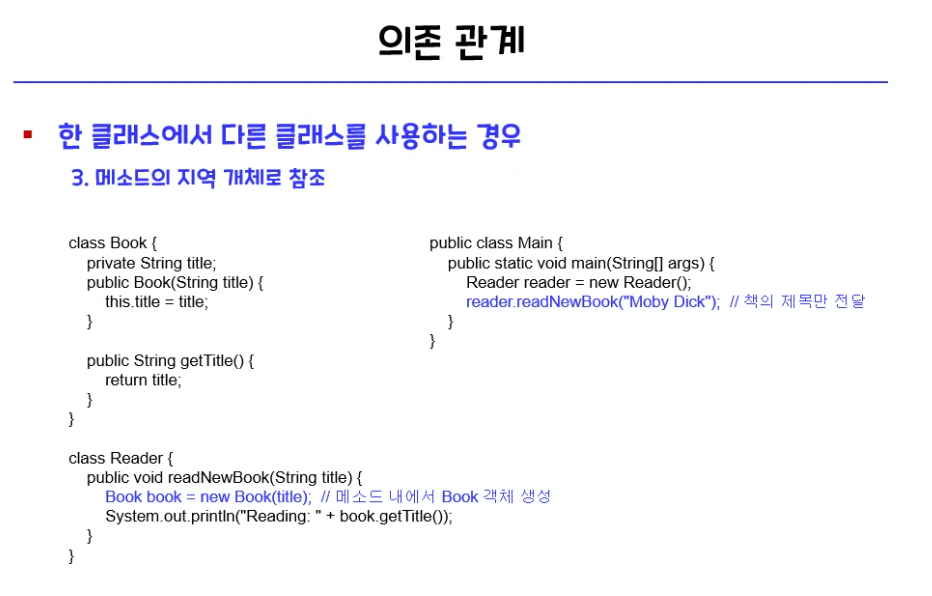 의존 관계
한 클래스에서 다른 클래스를 사용하는 경우
3. 메소드의 지역 개체로 참조
class Book {
private String title;
public Book(String title) {
this.title = title;
}
public String getTitle() {
return title;
}
}
class Reader {
public void readNewBook(String title) {
Book book = new Book(title); // 메소드 내에서 Book 객체 생성
System.out.println("Reading: " + book.getTitle());
}
}
public class Main {
public static void main(String[] args) {
Reader reader = new Reader();
reader.readNewBook("Moby Dick"); // 책의 제목만 전달
}
}